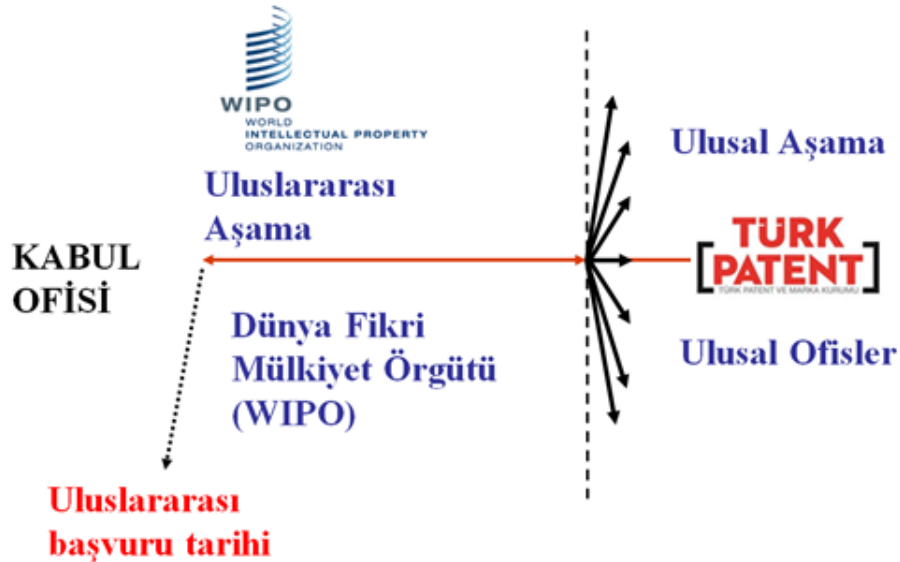 WIPO
WORLD
INTELLECTUAL PROPERTY
ORGANIZATION
Uluslararası
Aşama
KABUL
OFİSİ
Dünya Fikri
Mülkiyet Örgütü
(WIPO)
Uluslararası
başvuru tarihi
Ulusal Aşama
TÜRK
PATENT
TÜRK PATENT VE MARKA KURUMU
Ulusal Ofisler